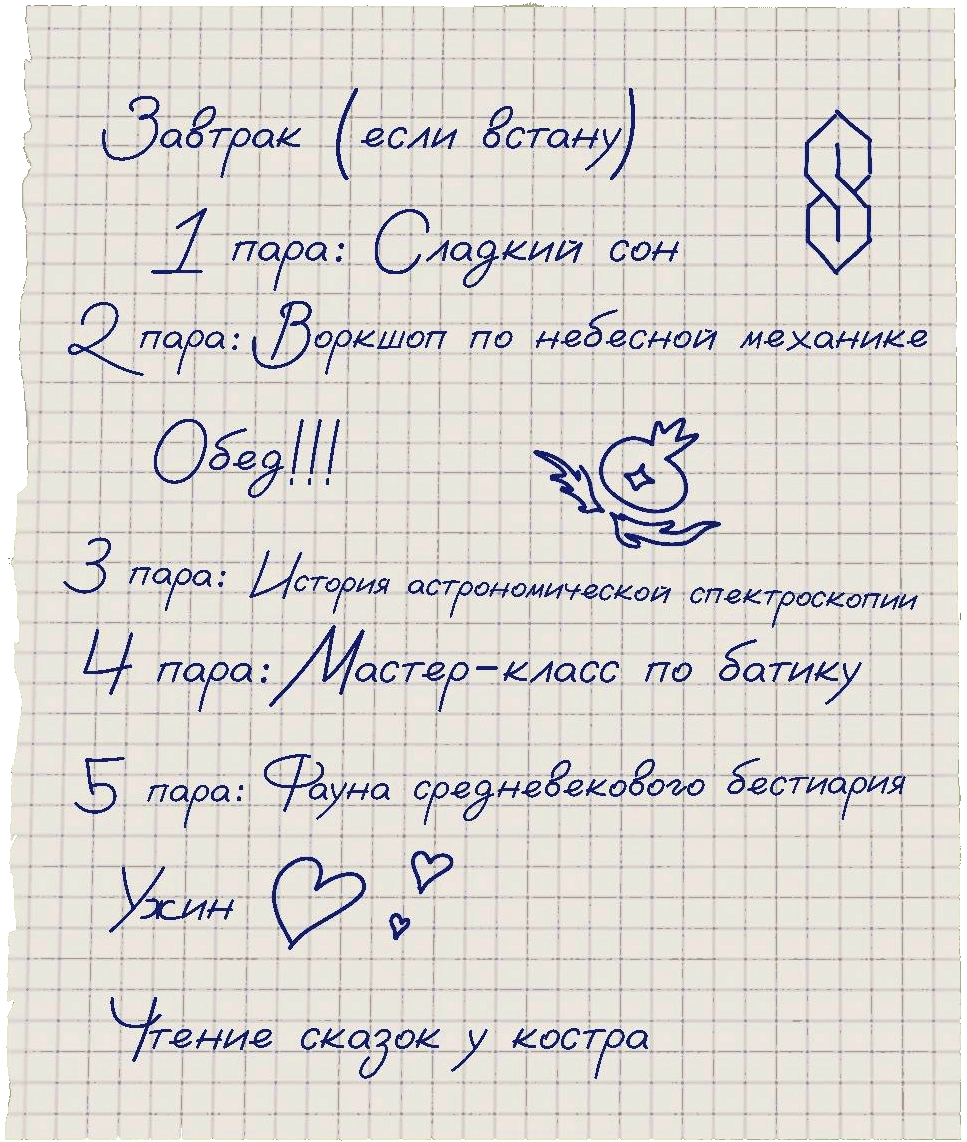 Завтрак (если встану)
1 пара: Сладкий сон
2 пара: Воркшоп по небесной механике
Обед!!!
3 пара: История астрономической спектроскопии
4 пара: Мастер-класс по батику
5 пара: Фауна средневекового бестиария
Ужин
Чтение сказок у костра